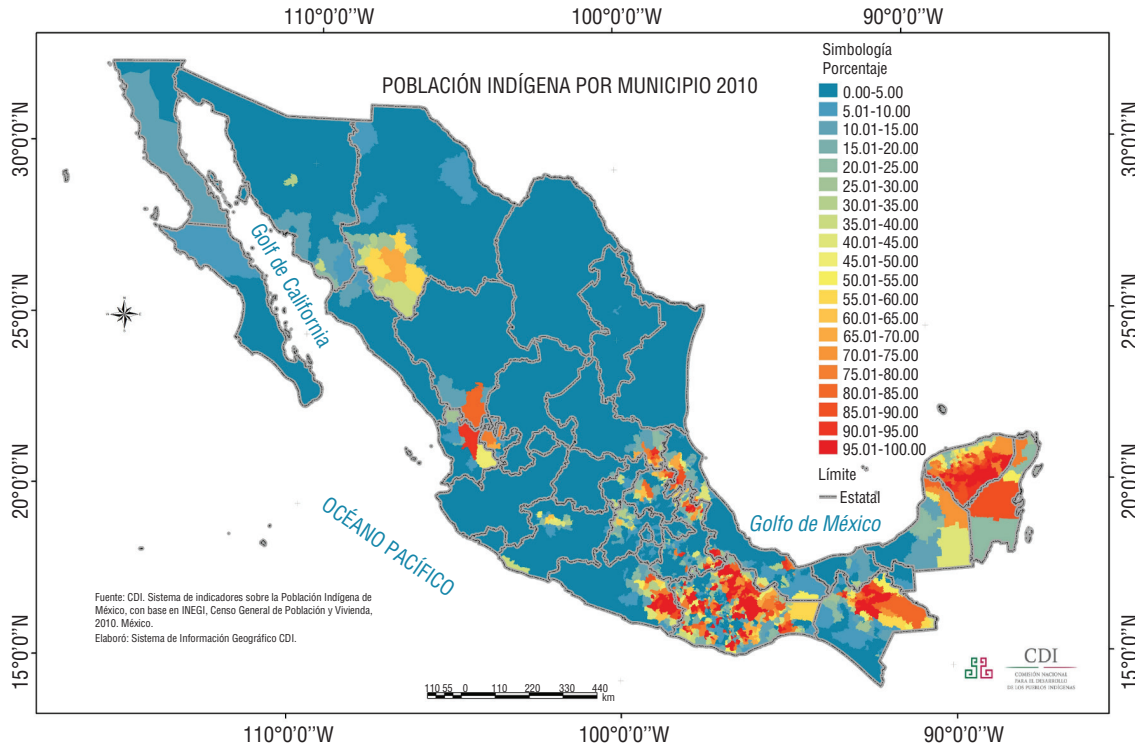 110°0'0''W
100°0'0''W
90°0'0''W
POBLACIÓN INDÍGENA POR MUNICIPIO 2010
Simbología
Porcentaje
0.00-5.00
5.01-10.00
10.01-15.00
15.01-20.00
20.01-25.00
25.01-30.00
30.01-35.00
35.01-40.00
40.01-45.00
45.01-50.00
50.01-55.00
55.01-60.00
60.01-65.00
65.01-70.00
70.01-75.00
75.01-80.00
80.01-85.00
85.01-90.00
90.01-95.00
95.01-100.00
Límite
Estatal
30°0'0''N
25°0'0''N
20°0'0''N
15°0'0''N
30°0'0''N
25°0'0''N
20°0'0''N
15°0'0''N
Golf de California
OCÉANO PACÍFICO
Golfo de México
Fuente: CDI. Sistema de indicadores sobre la Población Indígena de
México, con base en INEGI, Censo General de Población y Vivienda,
2010. México.
Elaboró: Sistema de Información Geográfico CDI.
110 55 0 110 220 330 440
km
CDI
COMISIÓN NACIONAL
PARA EL DESARROLLO
DE LOS PUEBLOS INDÍGENAS
110°0'0''W
100°0'0''W
90°0'0''W